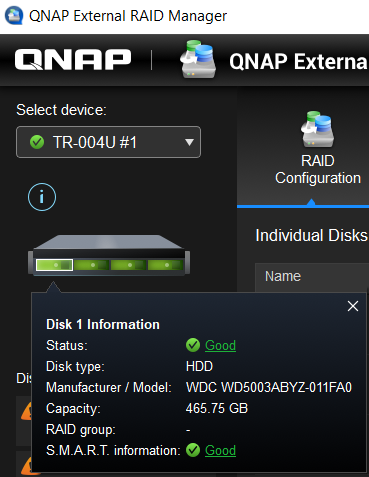 QNAP External RAID Manager
QNAP QNAP Externa
Select device:
TR-004U #1
RAID
Configuration
i
Individual Disks
Name
Disk 1 Information
Status: Good
Disk type: HDD
Manufacturer / Model: WDC WD5003ABYZ-011FA0
Capacity: 465.75 GB
RAID group: -
S.M.A.R.T. information: Good
Di